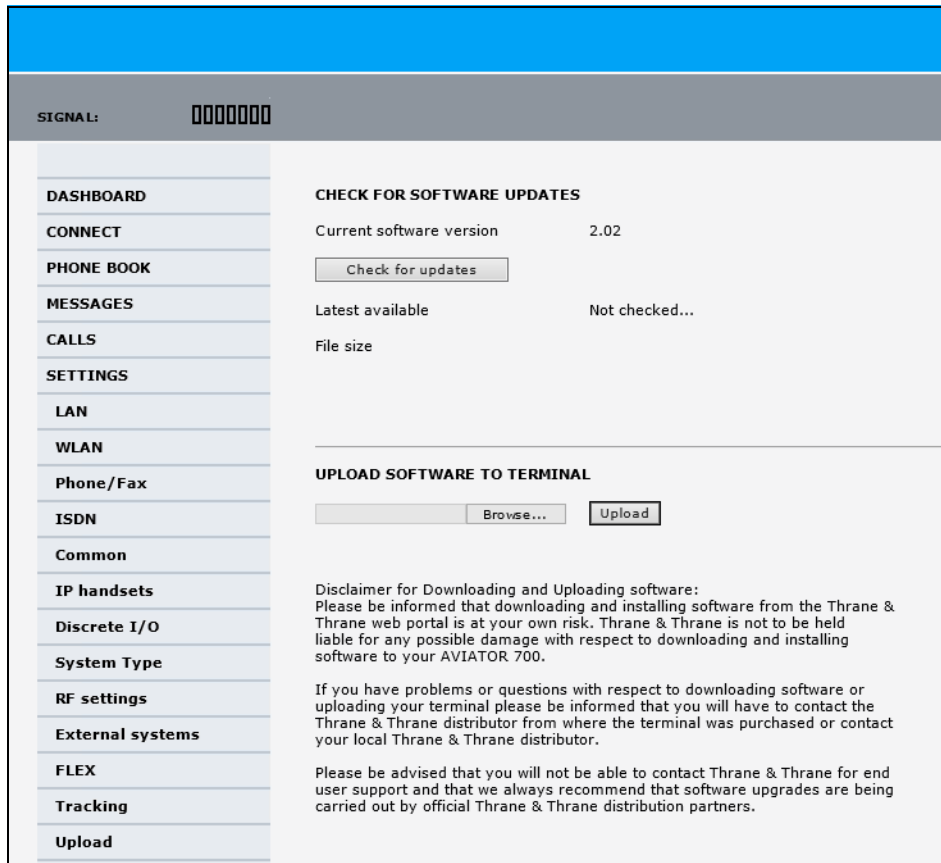 SIGNAL:
DASHBOARD
CONNECT
PHONE BOOK
MESSAGES
CALLS
SETTINGS
LAN
WLAN
Phone/Fax
ISDN
Common
IP handsets
Discrete I/O
System Type
RF settings
External systems
FLEX
Tracking
Upload
CHECK FOR SOFTWARE UPDATES
Current software version 2.02
Check for updates
Latest available Not checked...
File size
UPLOAD SOFTWARE TO TERMINAL
Browse... Upload
Disclaimer for Downloading and Uploading software:
Please be informed that downloading and installing software from the Thrane &
Thrane web portal is at your own risk. Thrane & Thrane is not to be held
liable for any possible damage with respect to downloading and installing
software to your AVIATOR 700.
If you have problems or questions with respect to downloading software or
uploading your terminal please be informed that you will have to contact the
Thrane & Thrane distributor from where the terminal was purchased or contact
your local Thrane & Thrane distributor.
Please be advised that you will not be able to contact Thrane & Thrane for end
user support and that we always recommend that software upgrades are being
carried out by official Thrane & Thrane distribution partners.